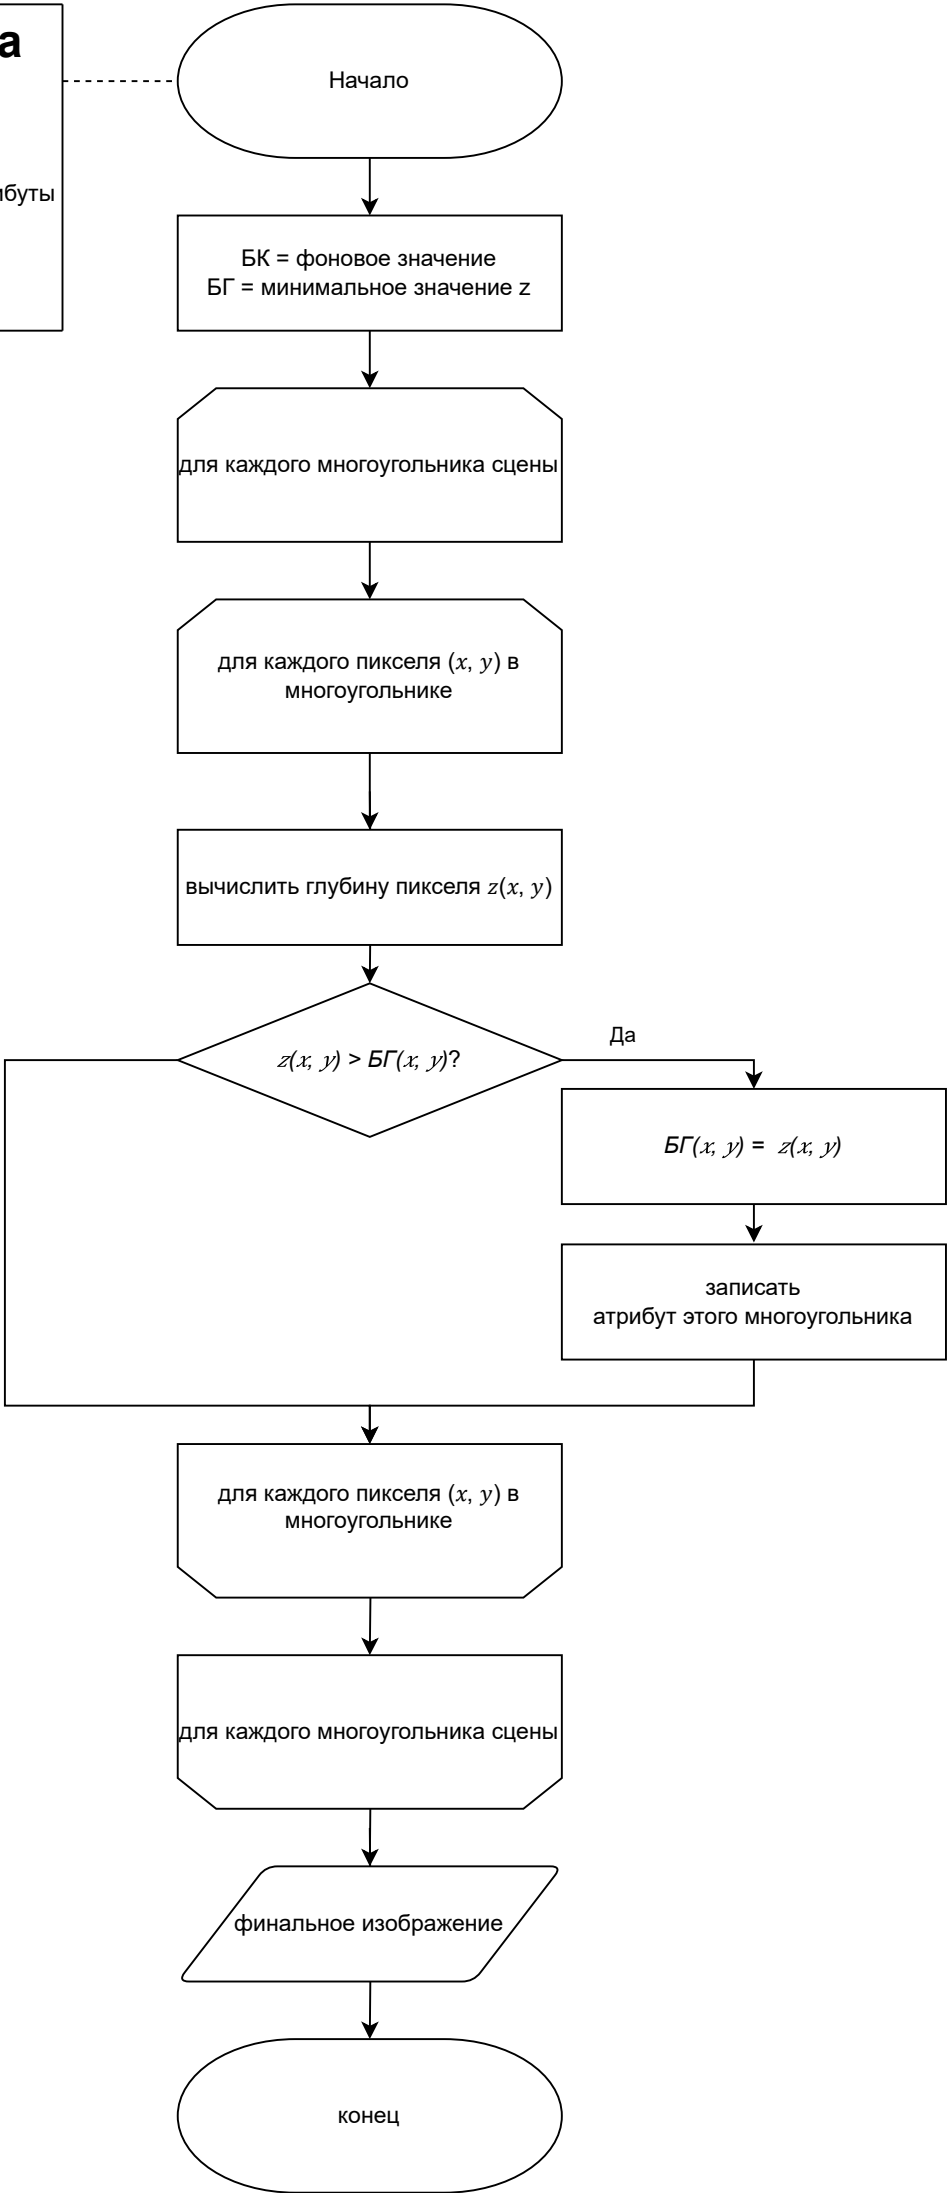 Начало
БК = фоновое значение
БГ = минимальное значение z
для каждого многоугольника сцены
для каждого пикселя (x, y) в
многоугольнике
вычислить глубину пикселя z(x, y)
z(x, y) > БГ(x, y)?
Да
БГ(x, y) = z(x, y)
записать
атрибут этого многоугольника
для каждого пикселя (x, y) в
многоугольнике
для каждого многоугольника сцены
финальное изображение
конец